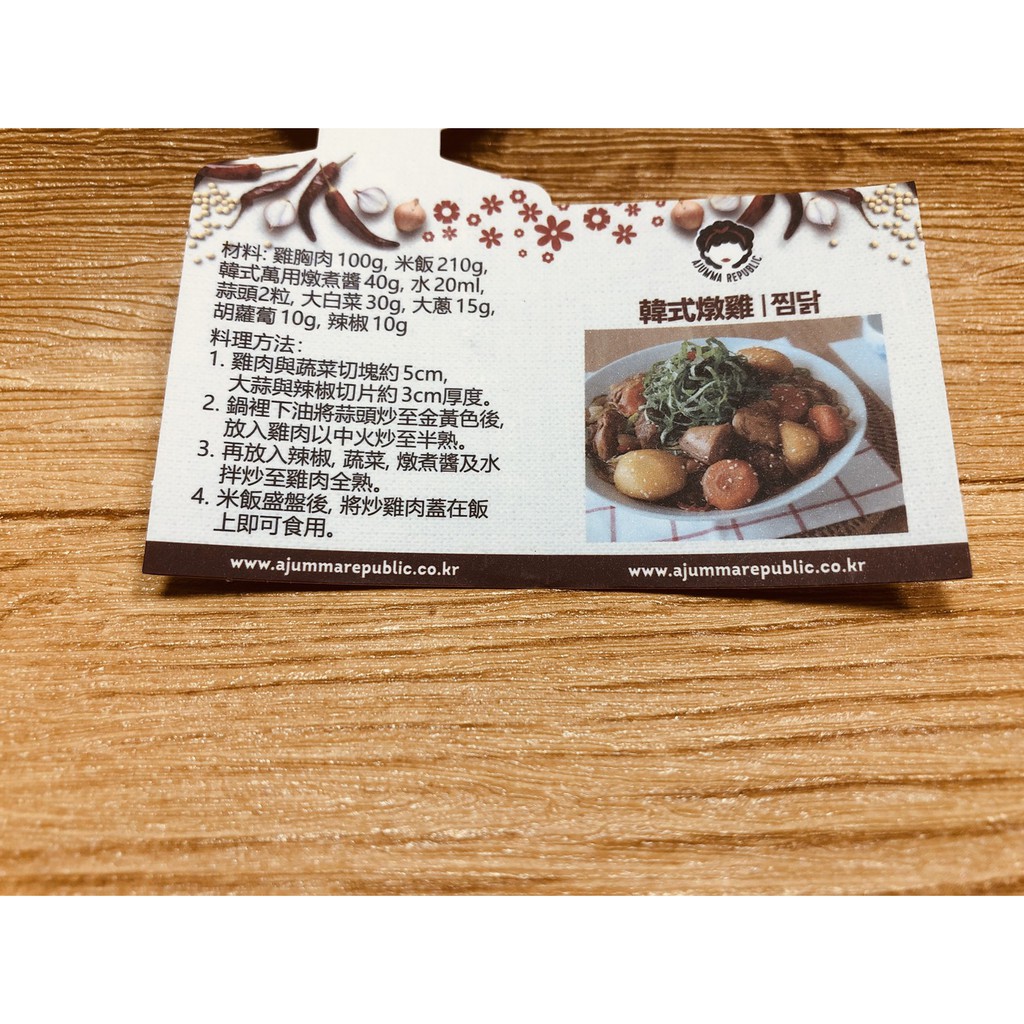 材料: 雞胸肉 100g, 米飯 210g,
韓式萬用燉煮醬 40g, 水 20ml,
蒜頭2粒, 大白菜 30g, 大蔥 15g,
胡蘿蔔 10g, 辣椒 10g
料理方法:
1. 雞肉與蔬菜切塊約 5cm,
大蒜與辣椒切片約 3cm厚度。
2. 鍋裡下油將蒜頭炒至金黃色後,
放入雞肉以中火炒至半熟。
3. 再放入辣椒, 蔬菜, 燉煮醬及水
拌炒至雞肉全熟。
4. 米飯盛盤後, 將炒雞肉蓋在飯
上即可食用。
www.ajummarepublic.co.kr
AJUMMA REPUBLIC
韓式燉雞 | 찜닭
www.ajummarepublic.co.kr